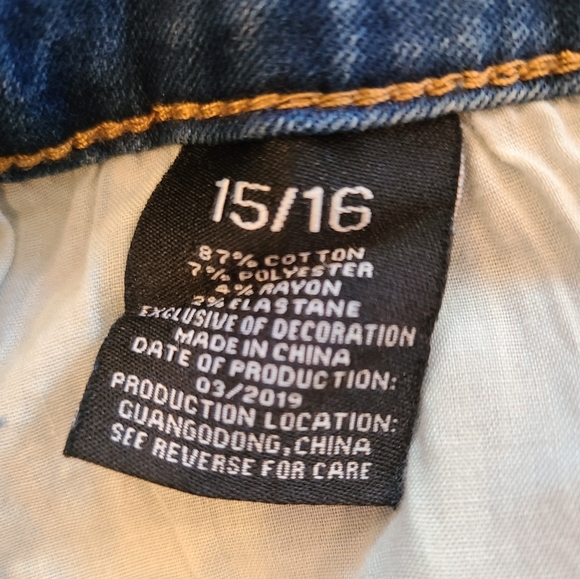 15/16
87% COTTON
7% POLYESTER
4% RAYON
2% ELASTANE
EXCLUSIVE OF DECORATION
MADE IN CHINA
DATE OF PRODUCTION:
03/2019
PRODUCTION LOCATION:
GUANGODONG,CHINA
SEE REVERSE FOR CARE